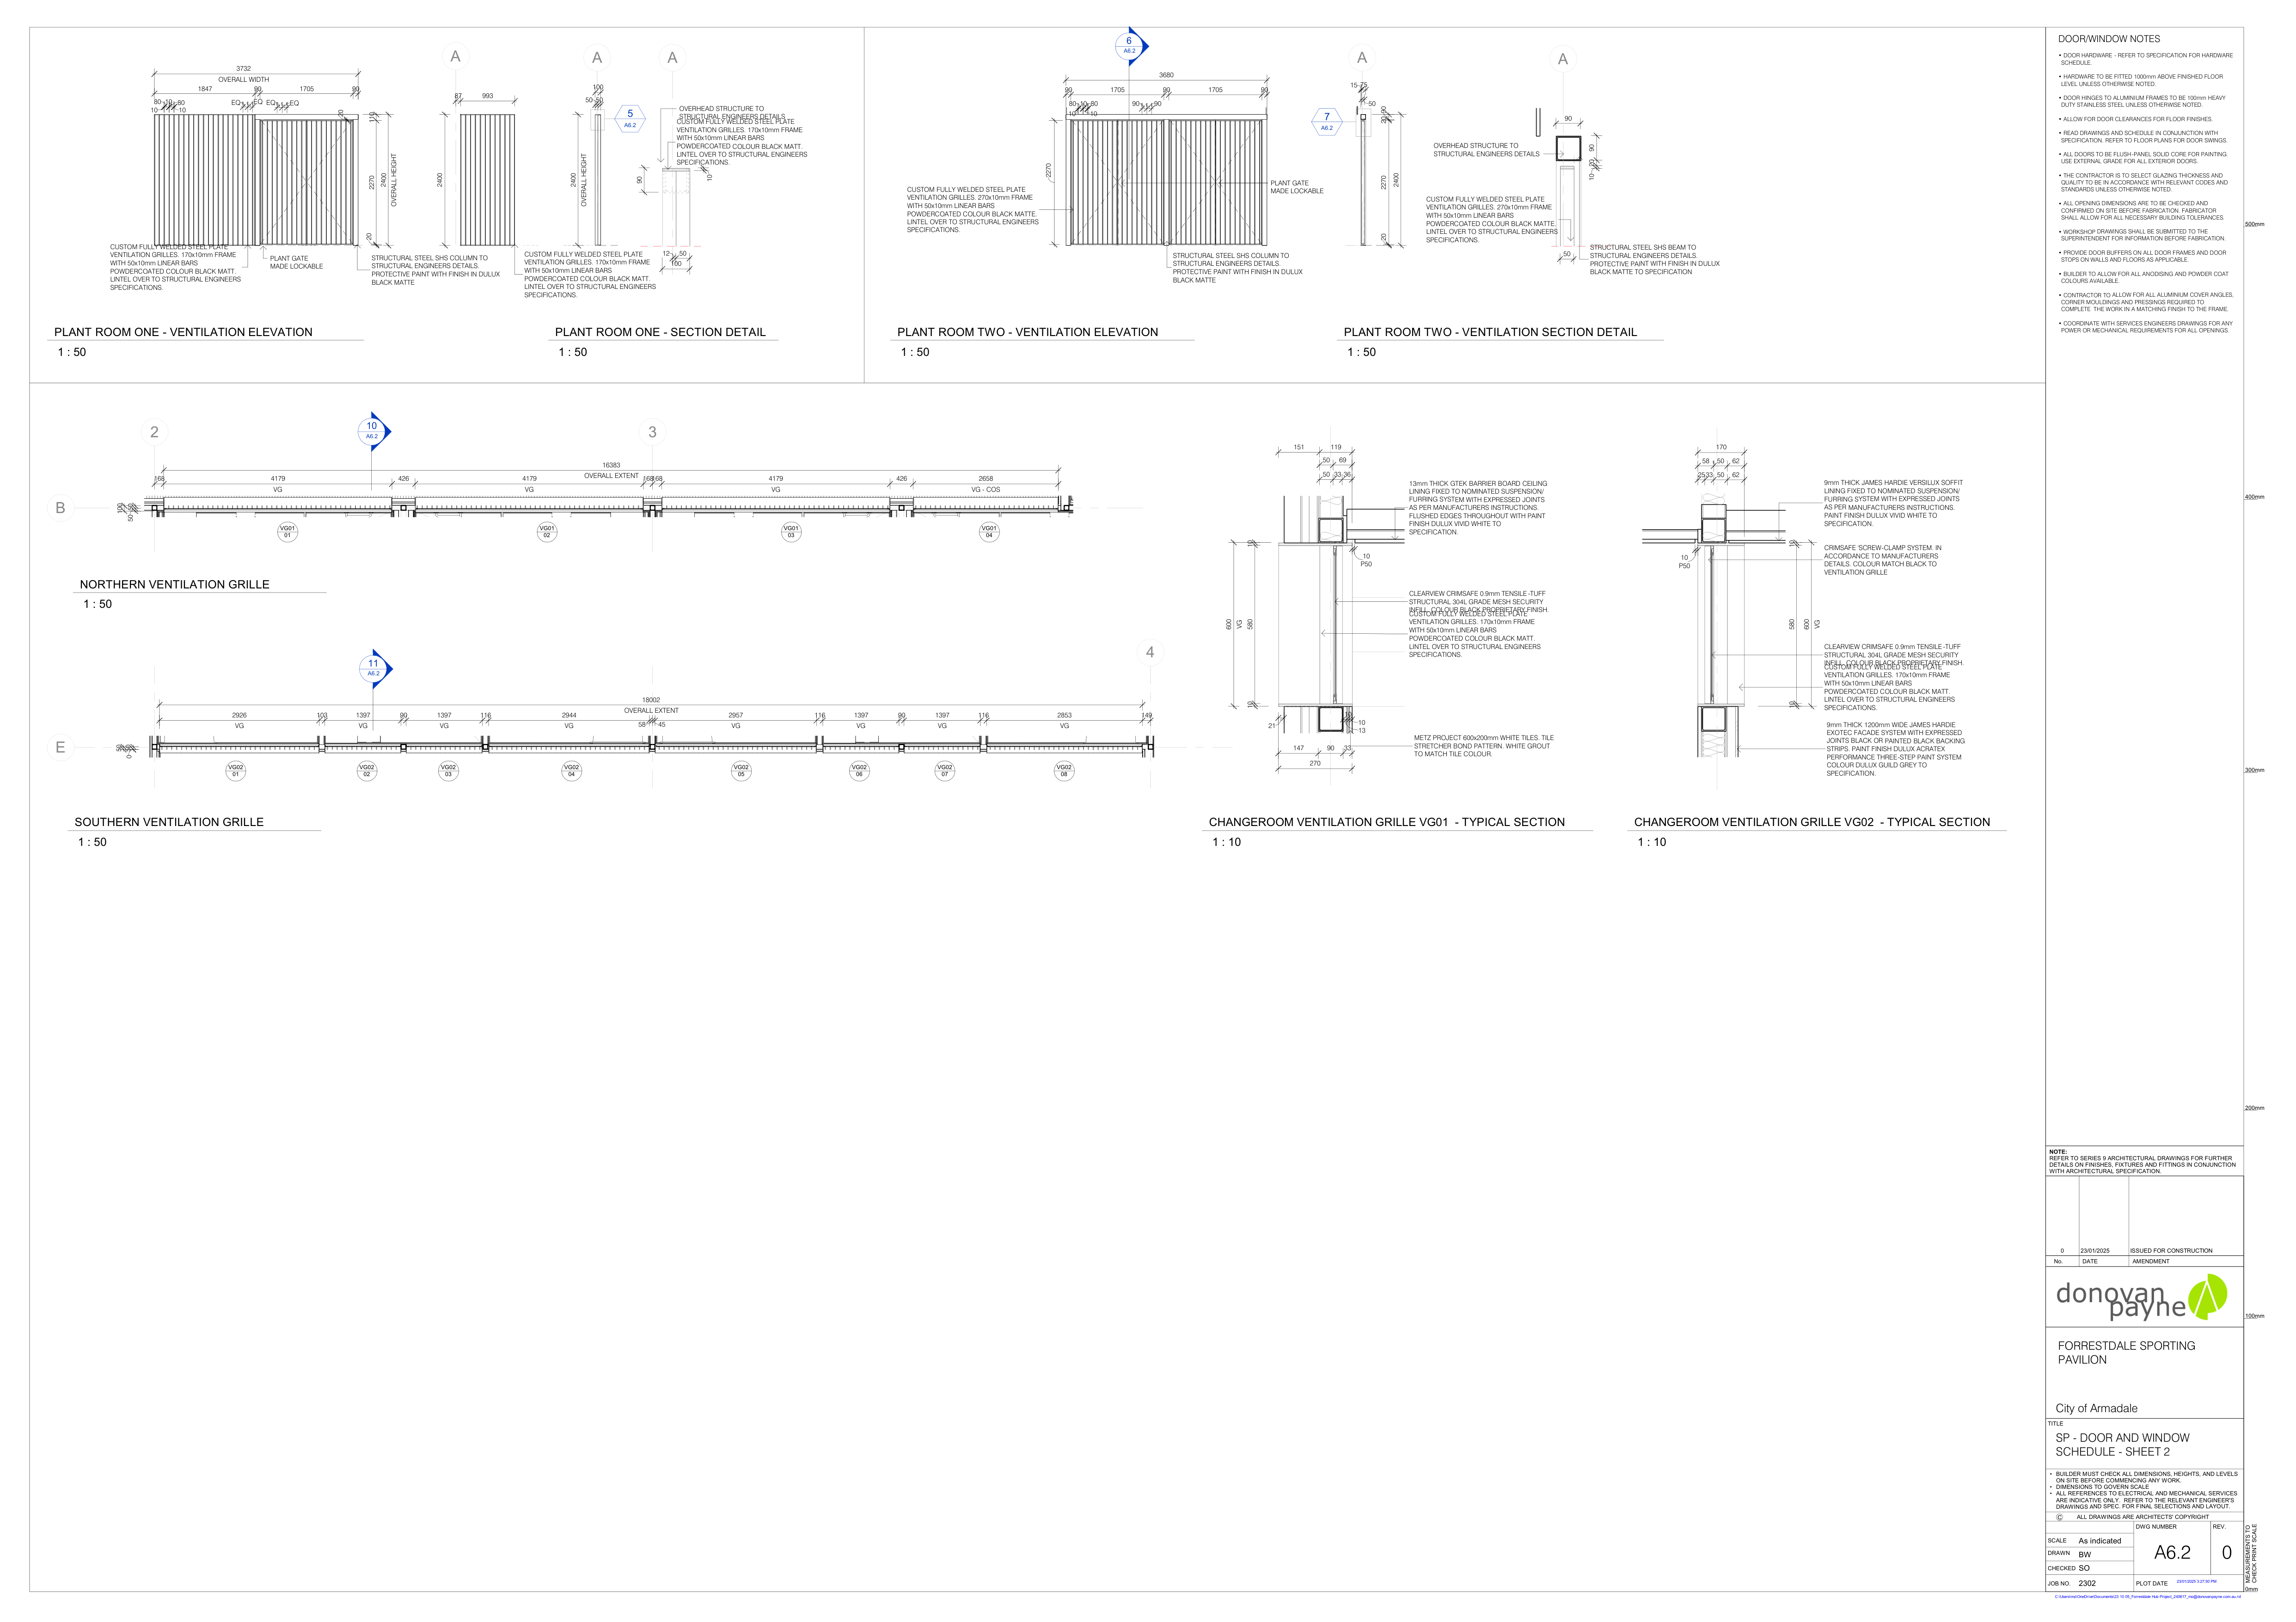 A
A
A
3732
OVERALL WIDTH
1847
90
1705
90
80
10
80
10
10
EQ
EQ
EQ
EQ
20
110
2270
2400
OVERALL HEIGHT
20
87
993
2400
100
50
50
2400
OVERALL HEIGHT
5
A6.2
OVERHEAD STRUCTURE TO
STRUCTURAL ENGINEERS DETAILS
CUSTOM FULLY WELDED STEEL PLATE
VENTILATION GRILLES. 170x10mm FRAME
WITH 50x10mm LINEAR BARS
POWDERCOATED COLOUR BLACK MATT.
LINTEL OVER TO STRUCTURAL ENGINEERS
SPECIFICATIONS.
90
10
12
50
100
CUSTOM FULLY WELDED STEEL PLATE
VENTILATION GRILLES. 170x10mm FRAME
WITH 50x10mm LINEAR BARS
POWDERCOATED COLOUR BLACK MATT.
LINTEL OVER TO STRUCTURAL ENGINEERS
SPECIFICATIONS.
PLANT GATE
MADE LOCKABLE
STRUCTURAL STEEL SHS COLUMN TO
STRUCTURAL ENGINEERS DETAILS.
PROTECTIVE PAINT WITH FINISH IN DULUX
BLACK MATTE
CUSTOM FULLY WELDED STEEL PLATE
VENTILATION GRILLES. 170x10mm FRAME
WITH 50x10mm LINEAR BARS
POWDERCOATED COLOUR BLACK MATT.
LINTEL OVER TO STRUCTURAL ENGINEERS
SPECIFICATIONS.
PLANT ROOM ONE - VENTILATION ELEVATION
1 : 50
PLANT ROOM ONE - SECTION DETAIL
1 : 50
6
A6.2
A
A
3680
90
1705
90
1705
90
80
10
80
10
10
90
90
2270
CUSTOM FULLY WELDED STEEL PLATE
VENTILATION GRILLES. 270x10mm FRAME
WITH 50x10mm LINEAR BARS
POWDERCOATED COLOUR BLACK MATTE.
LINTEL OVER TO STRUCTURAL ENGINEERS
SPECIFICATIONS.
PLANT GATE
MADE LOCKABLE
STRUCTURAL STEEL SHS COLUMN TO
STRUCTURAL ENGINEERS DETAILS.
PROTECTIVE PAINT WITH FINISH IN DULUX
BLACK MATTE
7
A6.2
15
75
50
20
90
2270
2400
20
90
90
20
10
50
OVERHEAD STRUCTURE TO
STRUCTURAL ENGINEERS DETAILS
CUSTOM FULLY WELDED STEEL PLATE
VENTILATION GRILLES. 270x10mm FRAME
WITH 50x10mm LINEAR BARS
POWDERCOATED COLOUR BLACK MATTE.
LINTEL OVER TO STRUCTURAL ENGINEERS
SPECIFICATIONS.
STRUCTURAL STEEL SHS BEAM TO
STRUCTURAL ENGINEERS DETAILS.
PROTECTIVE PAINT WITH FINISH IN DULUX
BLACK MATTE TO SPECIFICATION
PLANT ROOM TWO - VENTILATION ELEVATION
1 : 50
PLANT ROOM TWO - VENTILATION SECTION DETAIL
1 : 50
2
10
A6.2
3
B
16383
OVERALL EXTENT
168
4179
426
4179
168
168
4179
426
2658
VG
VG
VG
VG - COS
100
50
VG01
01
VG01
02
VG01
03
VG01
04
NORTHERN VENTILATION GRILLE
1 : 50
11
A6.2
4
E
18002
OVERALL EXTENT
2926
103
1397
90
1397
116
2944
58
45
2957
116
1397
90
1397
116
2853
149
VG
VG
VG
VG
VG
VG
VG
VG
VG02
01
VG02
02
VG02
03
VG02
04
VG02
05
VG02
06
VG02
07
VG02
08
SOUTHERN VENTILATION GRILLE
1 : 50
151
119
50
69
50
33
36
13mm THICK GTEK BARRIER BOARD CEILING
LINING FIXED TO NOMINATED SUSPENSION/
FURRING SYSTEM WITH EXPRESSED JOINTS
AS PER MANUFACTURERS INSTRUCTIONS.
FLUSHED EDGES THROUGHOUT WITH PAINT
FINISH DULUX VIVID WHITE TO
SPECIFICATION.
10
P50
10
600
VG
580
10
CLEARVIEW CRIMSAFE 0.9mm TENSILE-TUFF
STRUCTURAL 304L GRADE MESH SECURITY
INFILL. COLOUR BLACK PROPRIETARY FINISH.
CUSTOM FULLY WELDED STEEL PLATE
VENTILATION GRILLES. 170x10mm FRAME
WITH 50x10mm LINEAR BARS
POWDERCOATED COLOUR BLACK MATT.
LINTEL OVER TO STRUCTURAL ENGINEERS
SPECIFICATIONS.
21
10
13
METZ PROJECT 600x200mm WHITE TILES. TILE
STRETCHER BOND PATTERN. WHITE GROUT
TO MATCH TILE COLOUR.
147
90
33
270
CHANGEROOM VENTILATION GRILLE VG01 - TYPICAL SECTION
1 : 10
170
58
50
62
25
33
50
62
9mm THICK JAMES HARDIE VERSILUX SOFFIT
LINING FIXED TO NOMINATED SUSPENSION/
FURRING SYSTEM WITH EXPRESSED JOINTS
AS PER MANUFACTURERS INSTRUCTIONS.
PAINT FINISH DULUX VIVID WHITE TO
SPECIFICATION.
10
P50
CRIMSAFE 'SCREW-CLAMP SYSTEM. IN
ACCORDANCE TO MANUFACTURERS
DETAILS. COLOUR MATCH BLACK TO
VENTILATION GRILLE
10
580
600
VG
10
CLEARVIEW CRIMSAFE 0.9mm TENSILE-TUFF
STRUCTURAL 304L GRADE MESH SECURITY
INFILL. COLOUR BLACK PROPRIETARY FINISH.
CUSTOM FULLY WELDED STEEL PLATE
VENTILATION GRILLES. 170x10mm FRAME
WITH 50x10mm LINEAR BARS
POWDERCOATED COLOUR BLACK MATT.
LINTEL OVER TO STRUCTURAL ENGINEERS
SPECIFICATIONS.
9mm THICK 1200mm WIDE JAMES HARDIE
EXOTEC FACADE SYSTEM WITH EXPRESSED
JOINTS BLACK OR PAINTED BLACK BACKING
STRIPS. PAINT FINISH DULUX ACRATEX
PERFORMANCE THREE-STEP PAINT SYSTEM
COLOUR DULUX GUILD GREY TO
SPECIFICATION.
CHANGEROOM VENTILATION GRILLE VG02 - TYPICAL SECTION
1 : 10
DOOR/WINDOW NOTES
• DOOR HARDWARE - REFER TO SPECIFICATION FOR HARDWARE
SCHEDULE.
• HARDWARE TO BE FITTED 1000mm ABOVE FINISHED FLOOR
LEVEL UNLESS OTHERWISE NOTED.
• DOOR HINGES TO ALUMINIUM FRAMES TO BE 100mm HEAVY
DUTY STAINLESS STEEL UNLESS OTHERWISE NOTED.
• ALLOW FOR DOOR CLEARANCES FOR FLOOR FINISHES.
• READ DRAWINGS AND SCHEDULE IN CONJUNCTION WITH
SPECIFICATION. REFER TO FLOOR PLANS FOR DOOR SWINGS.
• ALL DOORS TO BE FLUSH-PANEL SOLID CORE FOR PAINTING.
USE EXTERNAL GRADE FOR ALL EXTERIOR DOORS.
• THE CONTRACTOR IS TO SELECT GLAZING THICKNESS AND
QUALITY TO BE IN ACCORDANCE WITH RELEVANT CODES AND
STANDARDS UNLESS OTHERWISE NOTED.
• ALL OPENING DIMENSIONS ARE TO BE CHECKED AND
CONFIRMED ON SITE BEFORE FABRICATION. FABRICATOR
SHALL ALLOW FOR ALL NECESSARY BUILDING TOLERANCES.
• WORKSHOP DRAWINGS SHALL BE SUBMITTED TO THE
SUPERINTENDENT FOR INFORMATION BEFORE FABRICATION.
• PROVIDE DOOR BUFFERS ON ALL DOOR FRAMES AND DOOR
STOPS ON WALLS AND FLOORS AS APPLICABLE.
• BUILDER TO ALLOW FOR ALL ANODISING AND POWDER COAT
COLOURS AVAILABLE.
• CONTRACTOR TO ALLOW FOR ALL ALUMINIUM COVER ANGLES,
CORNER MOULDINGS AND PRESSINGS REQUIRED TO
COMPLETE THE WORK IN A MATCHING FINISH TO THE FRAME.
• COORDINATE WITH SERVICES ENGINEERS DRAWINGS FOR ANY
POWER OR MECHANICAL REQUIREMENTS FOR ALL OPENINGS
500mm
400mm
300mm
200mm
100mm
0mm
NOTE:
REFER TO SERIES 9 ARCHITECTURAL DRAWINGS FOR FURTHER
DETAILS ON FINISHES, FIXTURES AND FITTINGS IN CONJUNCTION
WITH ARCHITECTURAL SPECIFICATION.
0 23/01/2025 ISSUED FOR CONSTRUCTION
No. DATE AMENDMENT
donovan
payne
FORRESTDALE SPORTING
PAVILION
City of Armadale
TITLE
SP - DOOR AND WINDOW
SCHEDULE - SHEET 2
• BUILDER MUST CHECK ALL DIMENSIONS, HEIGHTS, AND LEVELS
ON SITE BEFORE COMMENCING ANY WORK.
• DIMENSIONS TO GOVERN SCALE
• ALL REFERENCES TO ELECTRICAL AND MECHANICAL SERVICES
ARE INDICATIVE ONLY. REFER TO THE RELEVANT ENGINEER'S
DRAWINGS AND SPEC. FOR FINAL SELECTIONS AND LAYOUT.
© ALL DRAWINGS ARE ARCHITECTS' COPYRIGHT
DWG NUMBER REV.
SCALE As indicated
DRAWN BW
CHECKED SO
A6.2 0
JOB NO. 2302
PLOT DATE 23/01/2025 3:27:50 PM
MEASUREMENTS TO
CHECK PRINT SCALE